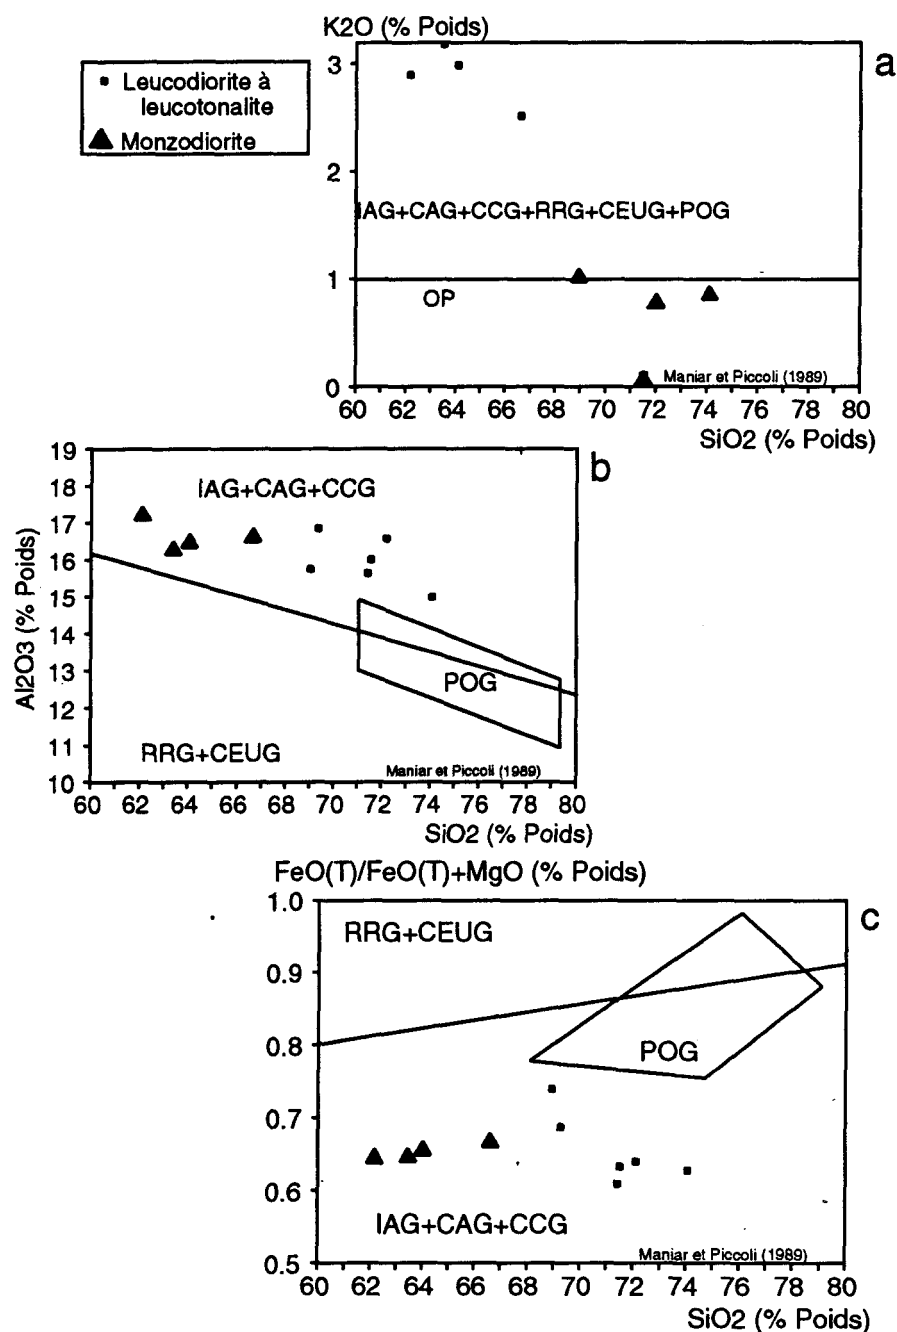 K2O (% Poids)
a
Leucodiorite à
leucotonalite
Monzodiorite
3
2
IAG+CAG+CCG+RRG+CEUG+POG
1
OP
0
Maniar et Piccoli (1989)
60 62 64 66 68 70 72 74 76 78 80
SiO2 (% Poids)
b
Al2O3 (% Poids)
19
18
17
16
15
14
13
12
11
10
IAG+CAG+CCG
POG
RRG+CEUG
Maniar et Piccoli (1989)
60 62 64 66 68 70 72 74 76 78 80
SiO2 (% Poids)
FeO(T)/FeO(T)+MgO (% Poids)
c
1.0
0.9
0.8
0.7
0.6
0.5
RRG+CEUG
POG
IAG+CAG+CCG
Maniar et Piccoli (1989)
60 62 64 66 68 70 72 74 76 78 80
SiO2 (% Poids)